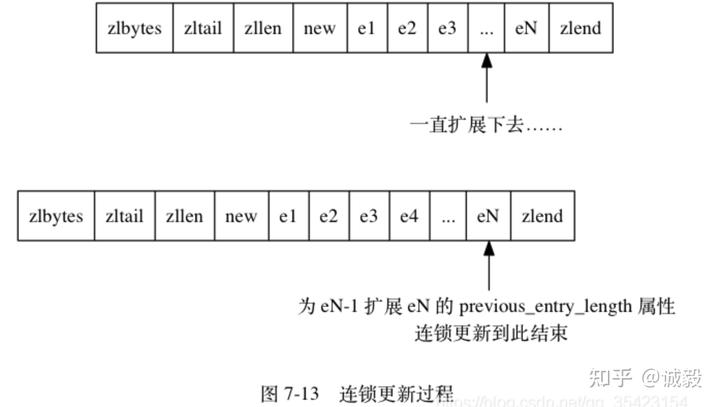 zlbytes zltail zllen new e1 e2 e3 ... eN zlend
一直扩展下去……
zlbytes zltail zllen new e1 e2 e3 e4 ... eN zlend
为 eN-1 扩展 eN 的 previous_entry_length 属性
连锁更新到此结束
图 7-13 连锁更新过程
知乎 @诚毅
https://blog.csdn.net/qq_35423154